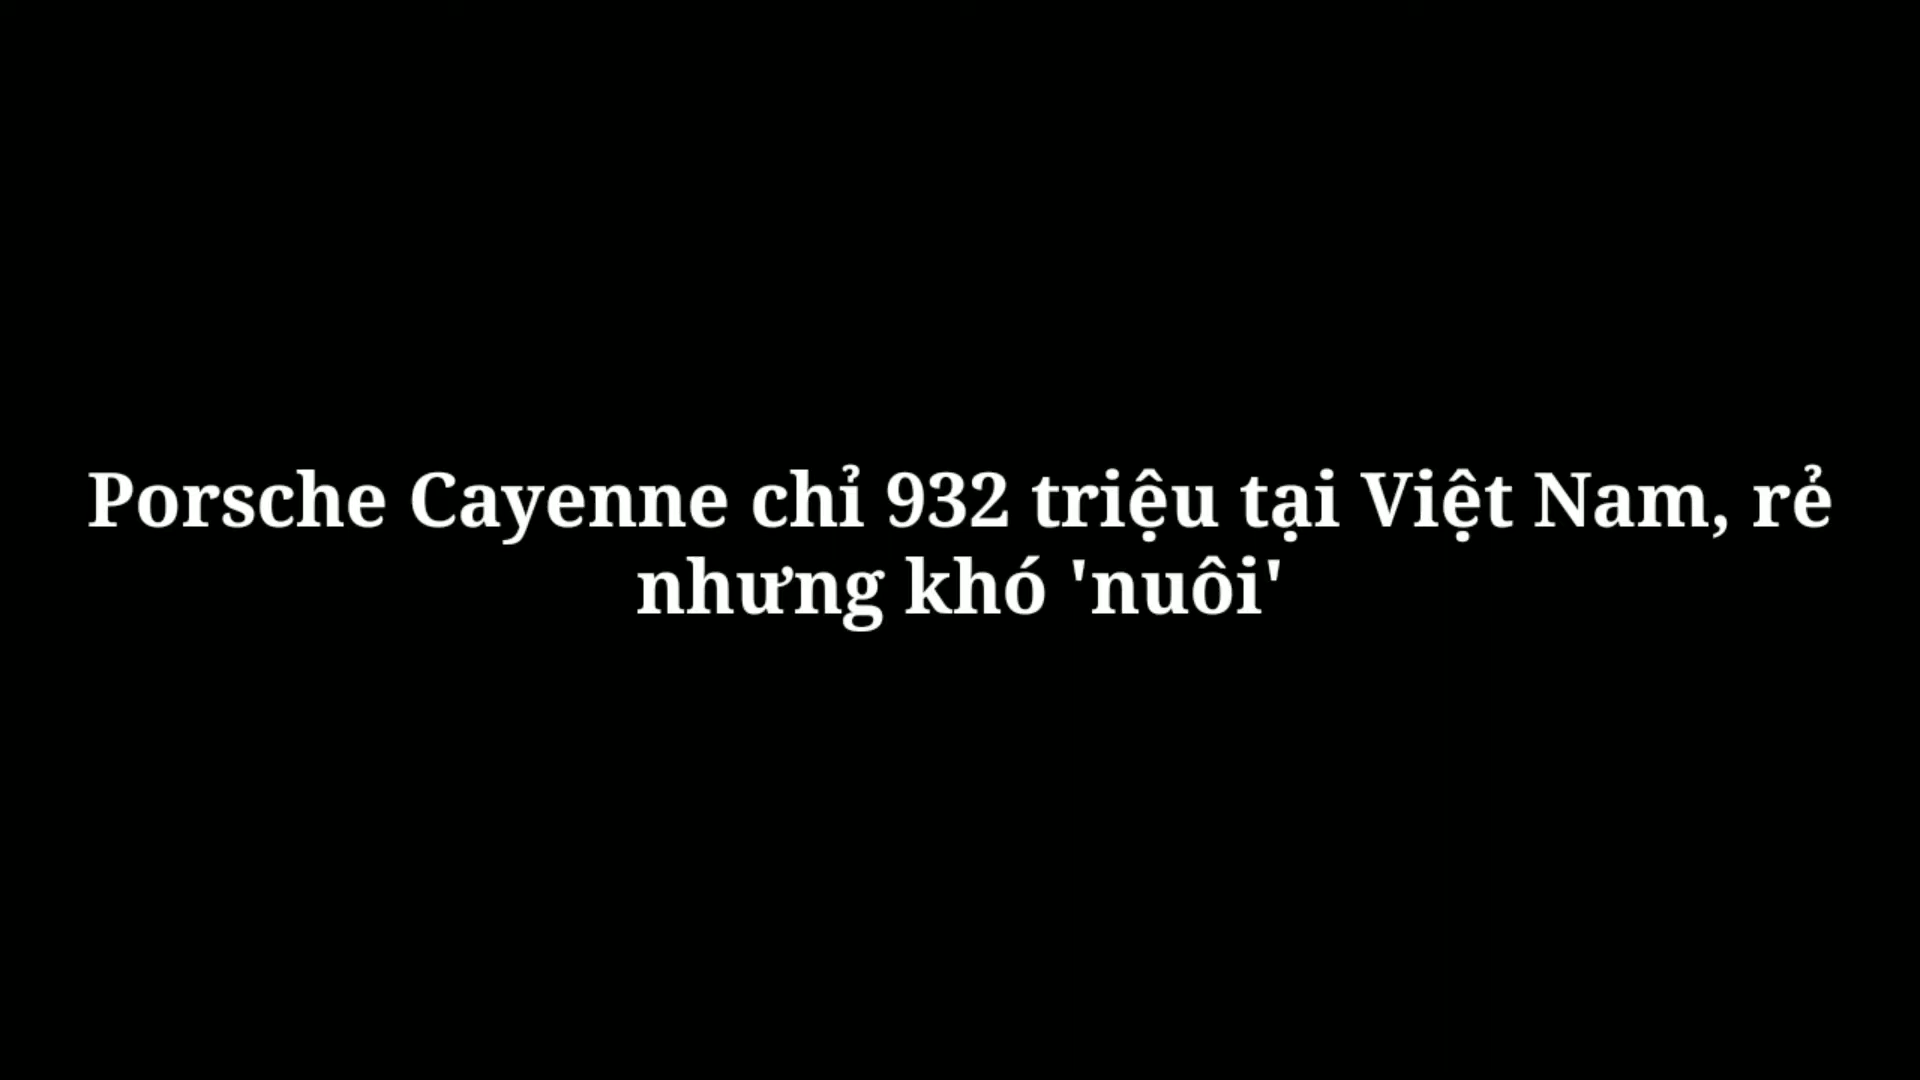 Porsche Cayenne chỉ 932 triệu tại Việt Nam, rẻ
nhưng khó 'nuôi'